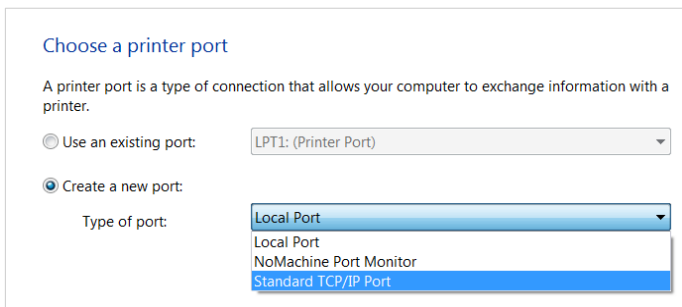 Choose a printer port
A printer port is a type of connection that allows your computer to exchange information with a
printer.
Use an existing port: LPT1: (Printer Port)
Create a new port:
Type of port: Local Port
Local Port
NoMachine Port Monitor
Standard TCP/IP Port